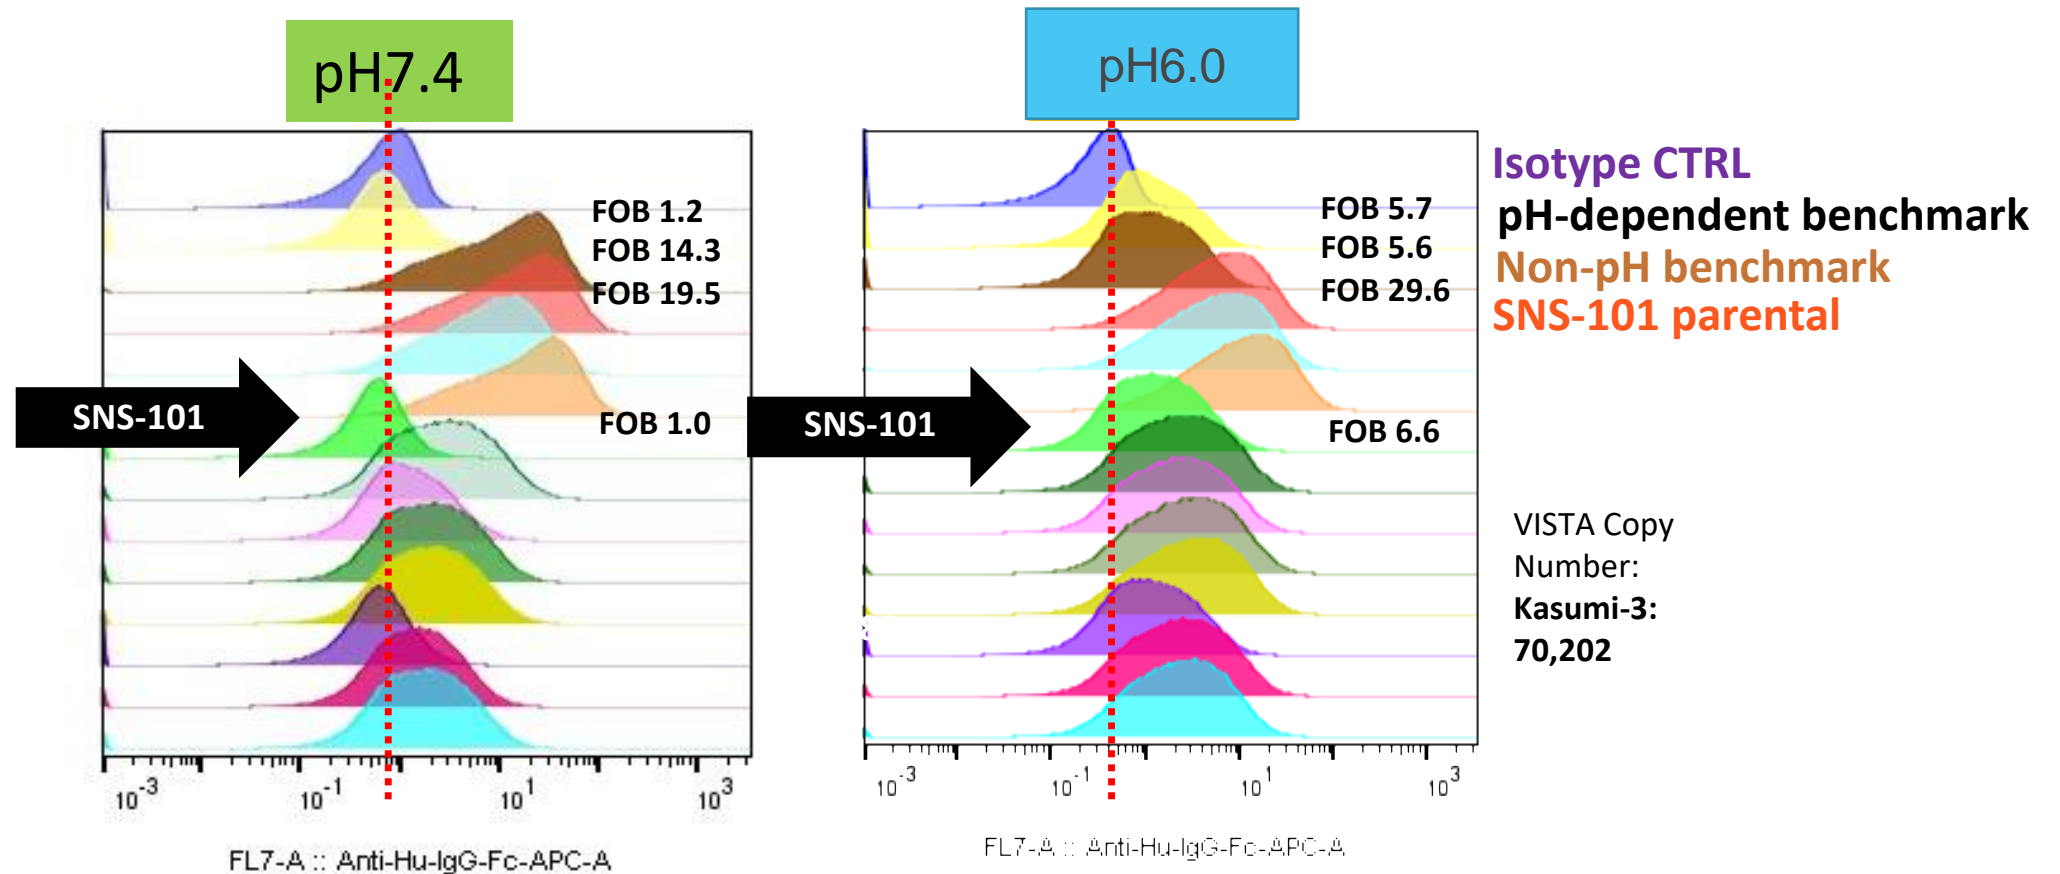 pH7.4
pH6.0
Isotype CTRL
pH-dependent benchmark
Non-pH benchmark
SNS-101 parental
FOB 1.2
FOB 14.3
FOB 19.5
SNS-101
FOB 1.0
FOB 5.7
FOB 5.6
FOB 29.6
SNS-101
FOB 6.6
VISTA Copy
Number:
Kasumi-3:
70,202
10-3 10-1 101 103
FL7-A :: Anti-Hu-IgG-Fc-APC-A
10-3 10-1 101 103
FL7-A :: Anti-Hu-IgG-Fc-APC-A